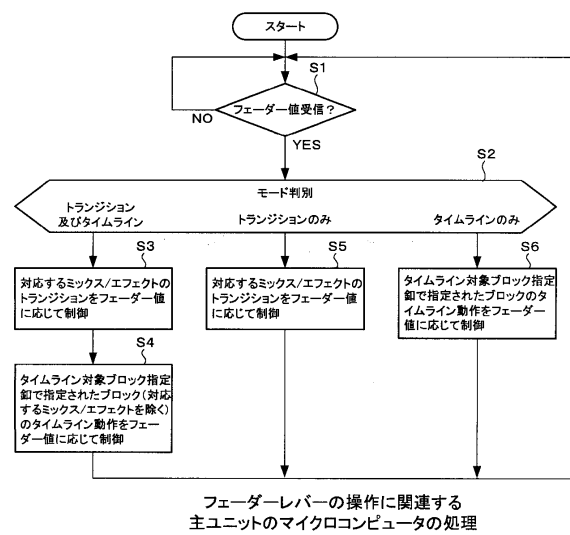 スタート
S1
フェーダー値受信?
NO
YES
S2
モード判別
トランジション
及びタイムライン
トランジションのみ
タイムラインのみ
S3
対応するミックス/エフェクトの
トランジションをフェーダー値
に応じて制御
S5
対応するミックス/エフェクトの
トランジションをフェーダー値
に応じて制御
S6
タイムライン対象ブロック指定
釦で指定されたブロックのタ
イムライン動作をフェーダー
値に応じて制御
S4
タイムライン対象ブロック指定
釦で指定されたブロック(対応
するミックス/エフェクトを除く)
のタイムライン動作をフェー
ダー値に応じて制御
フェーダーレバーの操作に関連する
主ユニットのマイクロコンピュータの処理